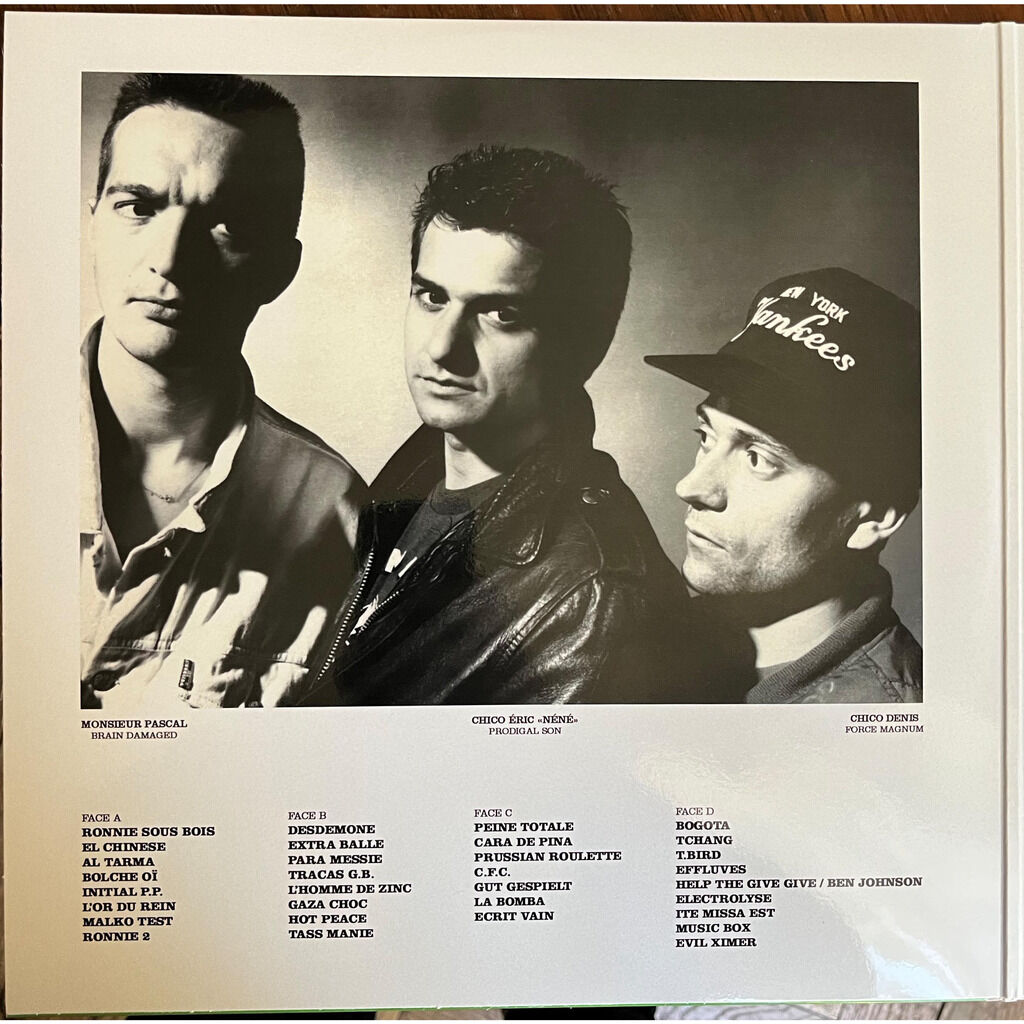 EN YORK
Yankees
MONSIEUR PASCAL
BRAIN DAMAGED
CHICO ÉRIC «NÉNÉ»
PRODIGAL SON
CHICO DENIS
FORCE MAGNUM
FACE A
RONNIE SOUS BOIS
EL CHINESE
AL TARMA
BOLCHE OÏ
INITIAL P.P.
L'OR DU REIN
MALKO TEST
RONNIE 2
FACE B
DESDEMONE
EXTRA BALLE
PARA MESSIE
TRACAS G.B.
L'HOMME DE ZINC
GAZA CHOC
HOT PEACE
TASS MANIE
FACE C
PEINE TOTALE
CARA DE PINA
PRUSSIAN ROULETTE
C.F.C.
GUT GESPIELT
LA BOMBA
ECRIT VAIN
FACE D
BOGOTA
TCHANG
T.BIRD
EFFLUVES
HELP THE GIVE GIVE / BEN JOHNSON
ELECTROLYSE
ITE MISSA EST
MUSIC BOX
EVIL XIMER